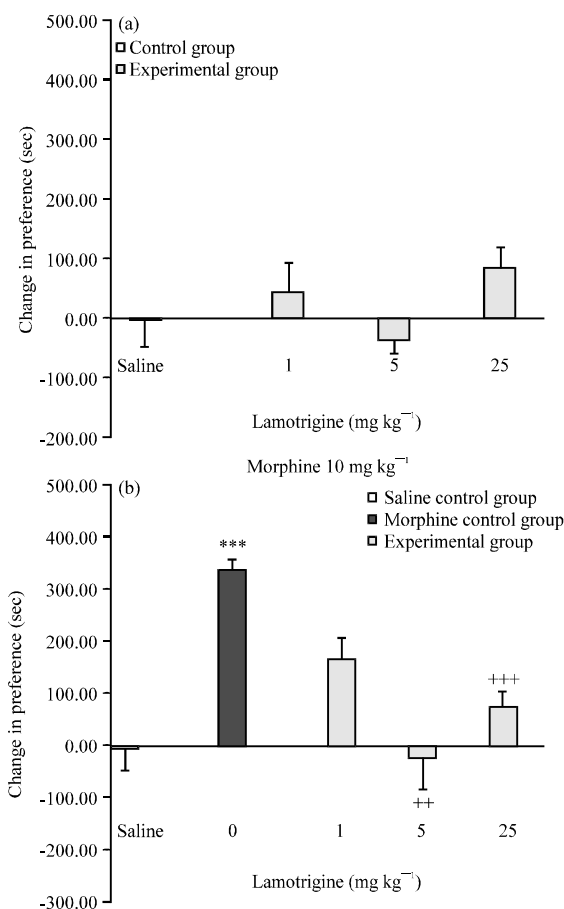 500.00
(a)
Control group
Experimental group
400.00
300.00
200.00
100.00
0.00
-100.00
-200.00
Change in preference (sec)
Saline 1 5 25
Lamotrigine (mg kg⁻¹)
Morphine 10 mg kg⁻¹
500.00
(b)
Saline control group
Morphine control group
Experimental group
400.00
300.00
200.00
100.00
0.00
-100.00
-200.00
-300.00
Change in preference (sec)
***
+++
++
Saline 0 1 5 25
Lamotrigine (mg kg⁻¹)